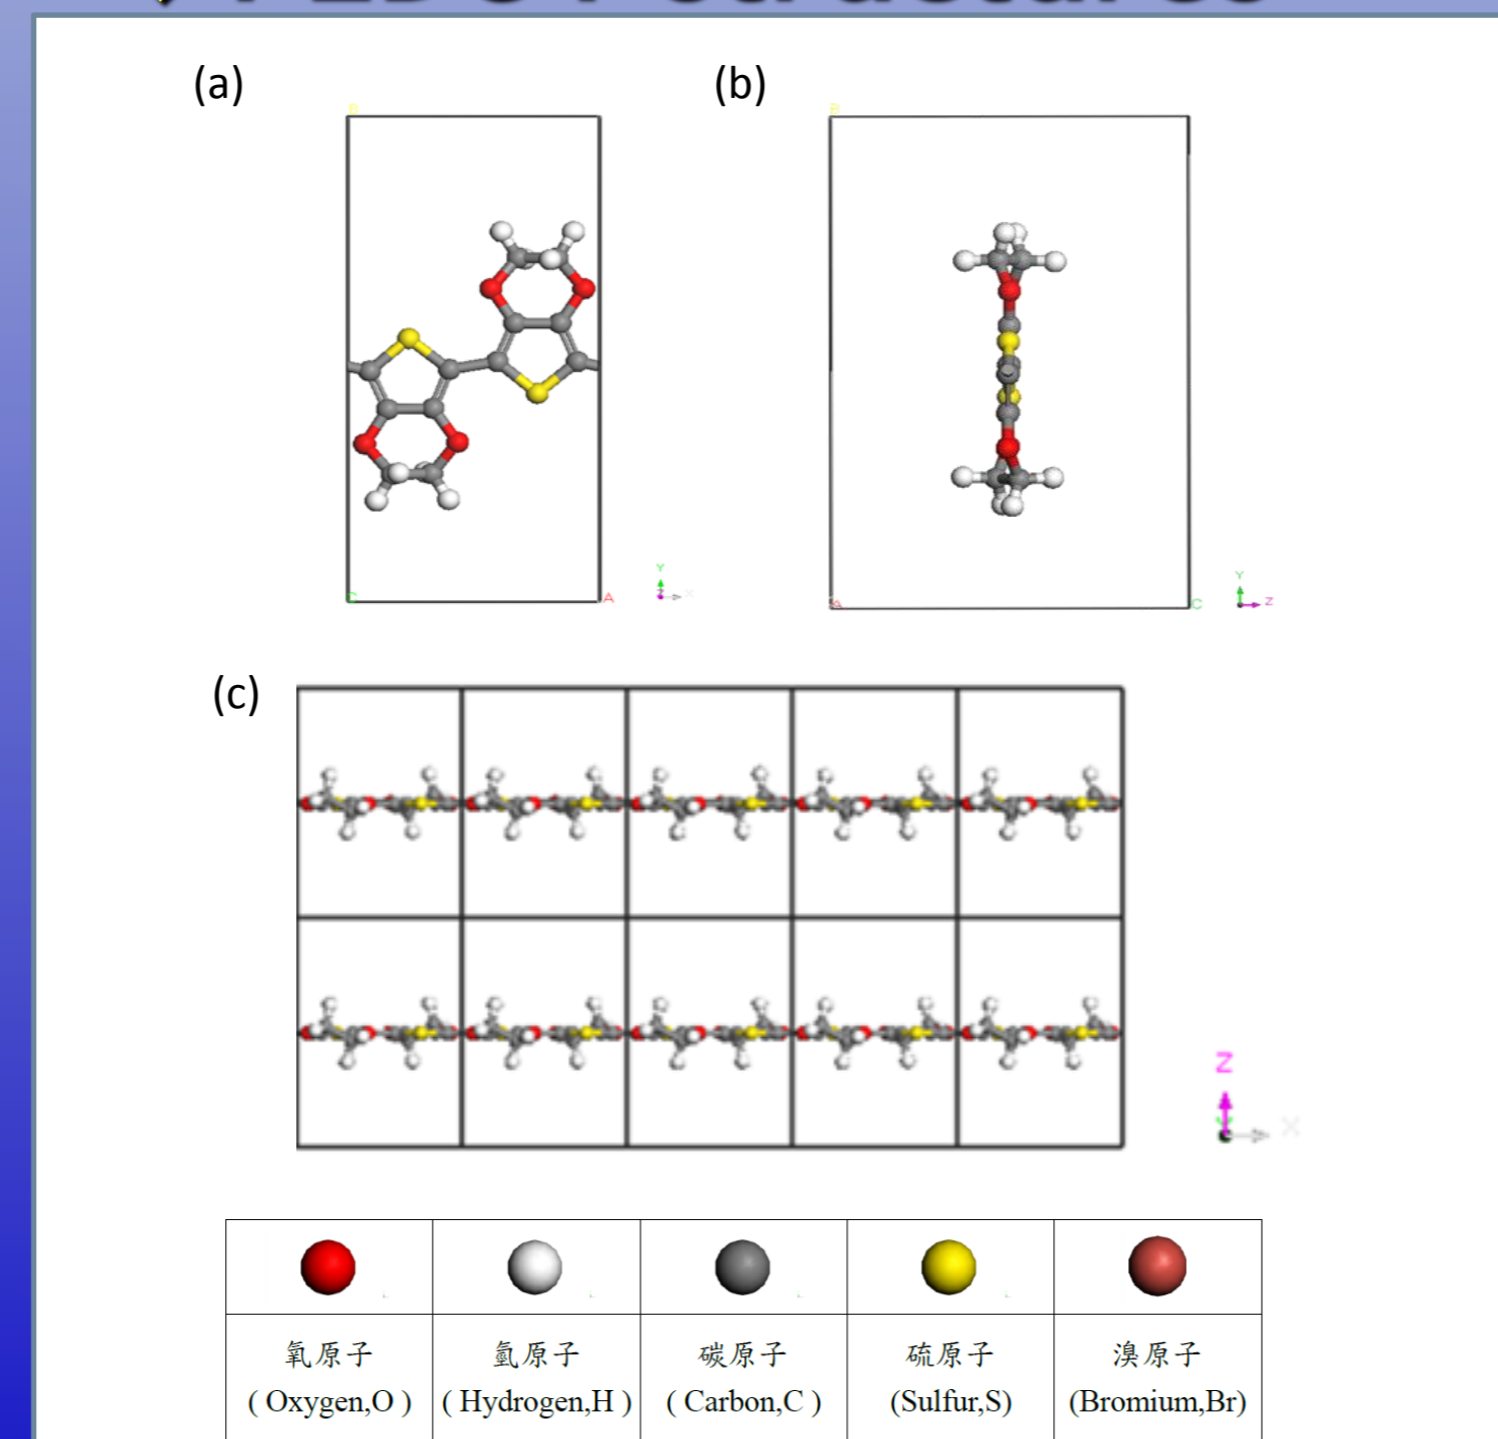 (a)
(b)
B
B
C
A
Y
Z
X
A
C
Y
Z
(c)
Z
Y
X
氧原子
氫原子
碳原子
硫原子
溴原子
( Oxygen,O )
( Hydrogen,H )
( Carbon,C )
(Sulfur,S)
(Bromium,Br)